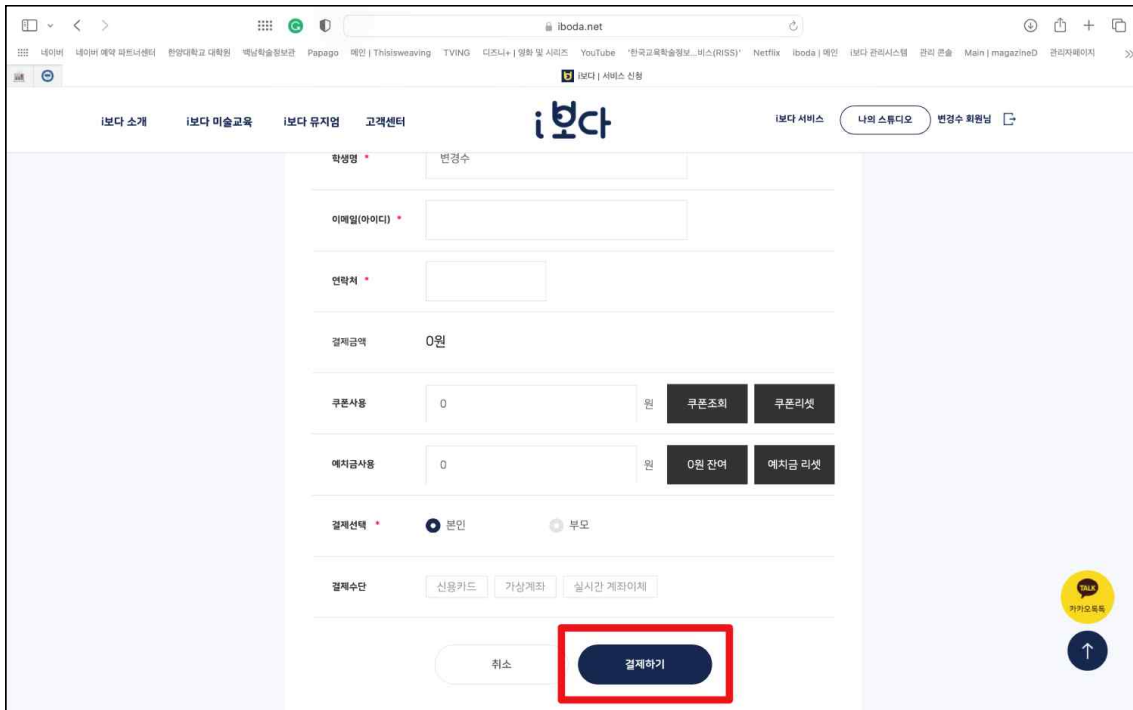 iboda.net
네이버 네이버 예약 파트너센터 한양대학교 대학원 백남학술정보관 Papago 메인 | Thisisweaving TVING 디즈니+ | 영화 및 시리즈 YouTube '한국교육학술정보...비스(RISS)' Netflix iboda | 메인 i보다 관리시스템 관리 콘솔 Main | magazineD 관리자페이지
i보다 | 서비스 신청
i보다 소개 i보다 미술교육 i보다 뮤지엄 고객센터 i보다 i보다 서비스 나의 스튜디오 변경수 회원님
학생명 * 변경수
이메일(아이디) *
연락처 *
결제금액 0원
쿠폰사용 0 원 쿠폰조회 쿠폰리셋
예치금사용 0 원 0원 잔여 예치금 리셋
결제선택 * 본인 부모
결제수단 신용카드 가상계좌 실시간 계좌이체
TALK
카카오톡톡
취소 결제하기